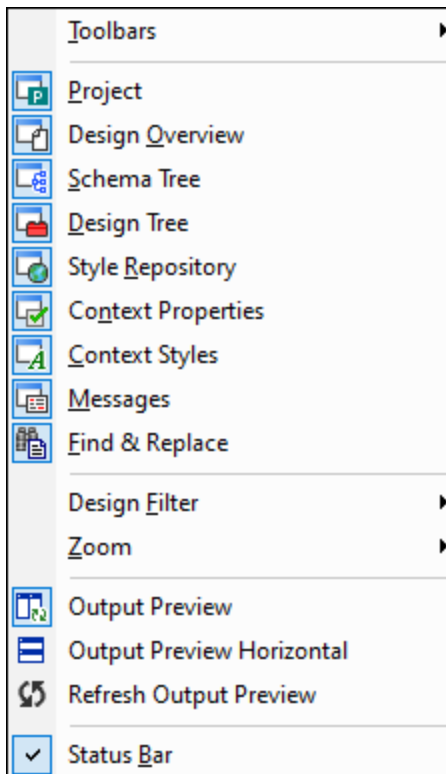 Toolbars
Project
Design Overview
Schema Tree
Design Tree
Style Repository
Context Properties
Context Styles
Messages
Find & Replace
Design Filter
Zoom
Output Preview
Output Preview Horizontal
Refresh Output Preview
Status Bar